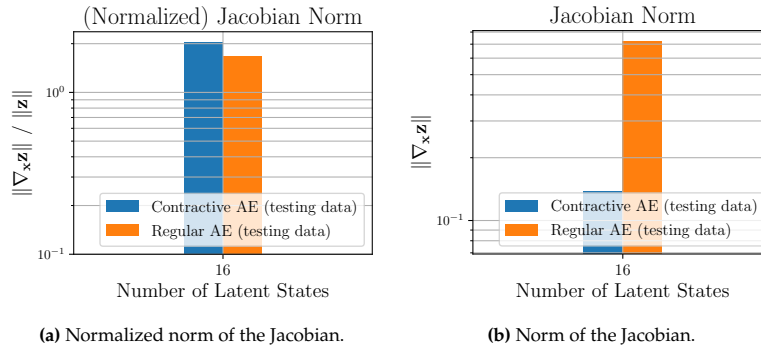 (Normalized) Jacobian Norm
‖∇ₓz‖ / ‖z‖
10⁰
10⁻¹
Contractive AE (testing data)
Regular AE (testing data)
16
Number of Latent States
(a) Normalized norm of the Jacobian.
Jacobian Norm
‖∇ₓz‖
10⁻¹
Contractive AE (testing data)
Regular AE (testing data)
16
Number of Latent States
(b) Norm of the Jacobian.